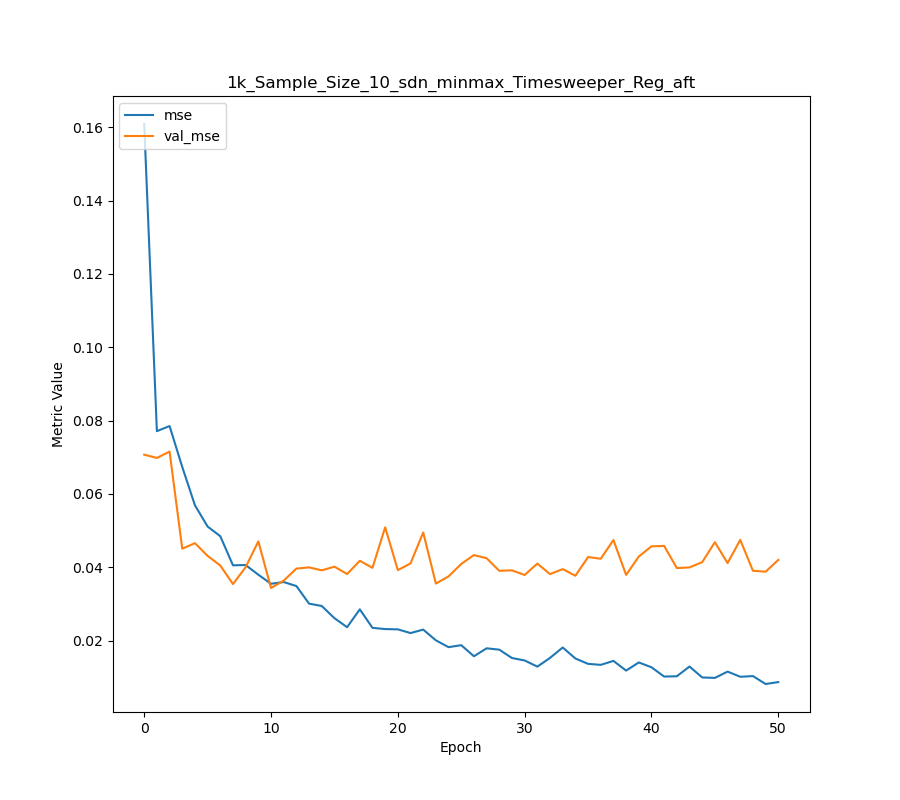 1k_Sample_Size_10_sdn_minmax_Timesweeper_Reg_aft
mse
val_mse
0.16
0.14
0.12
0.10
0.08
0.06
0.04
0.02
Metric Value
0 10 20 30 40 50
Epoch